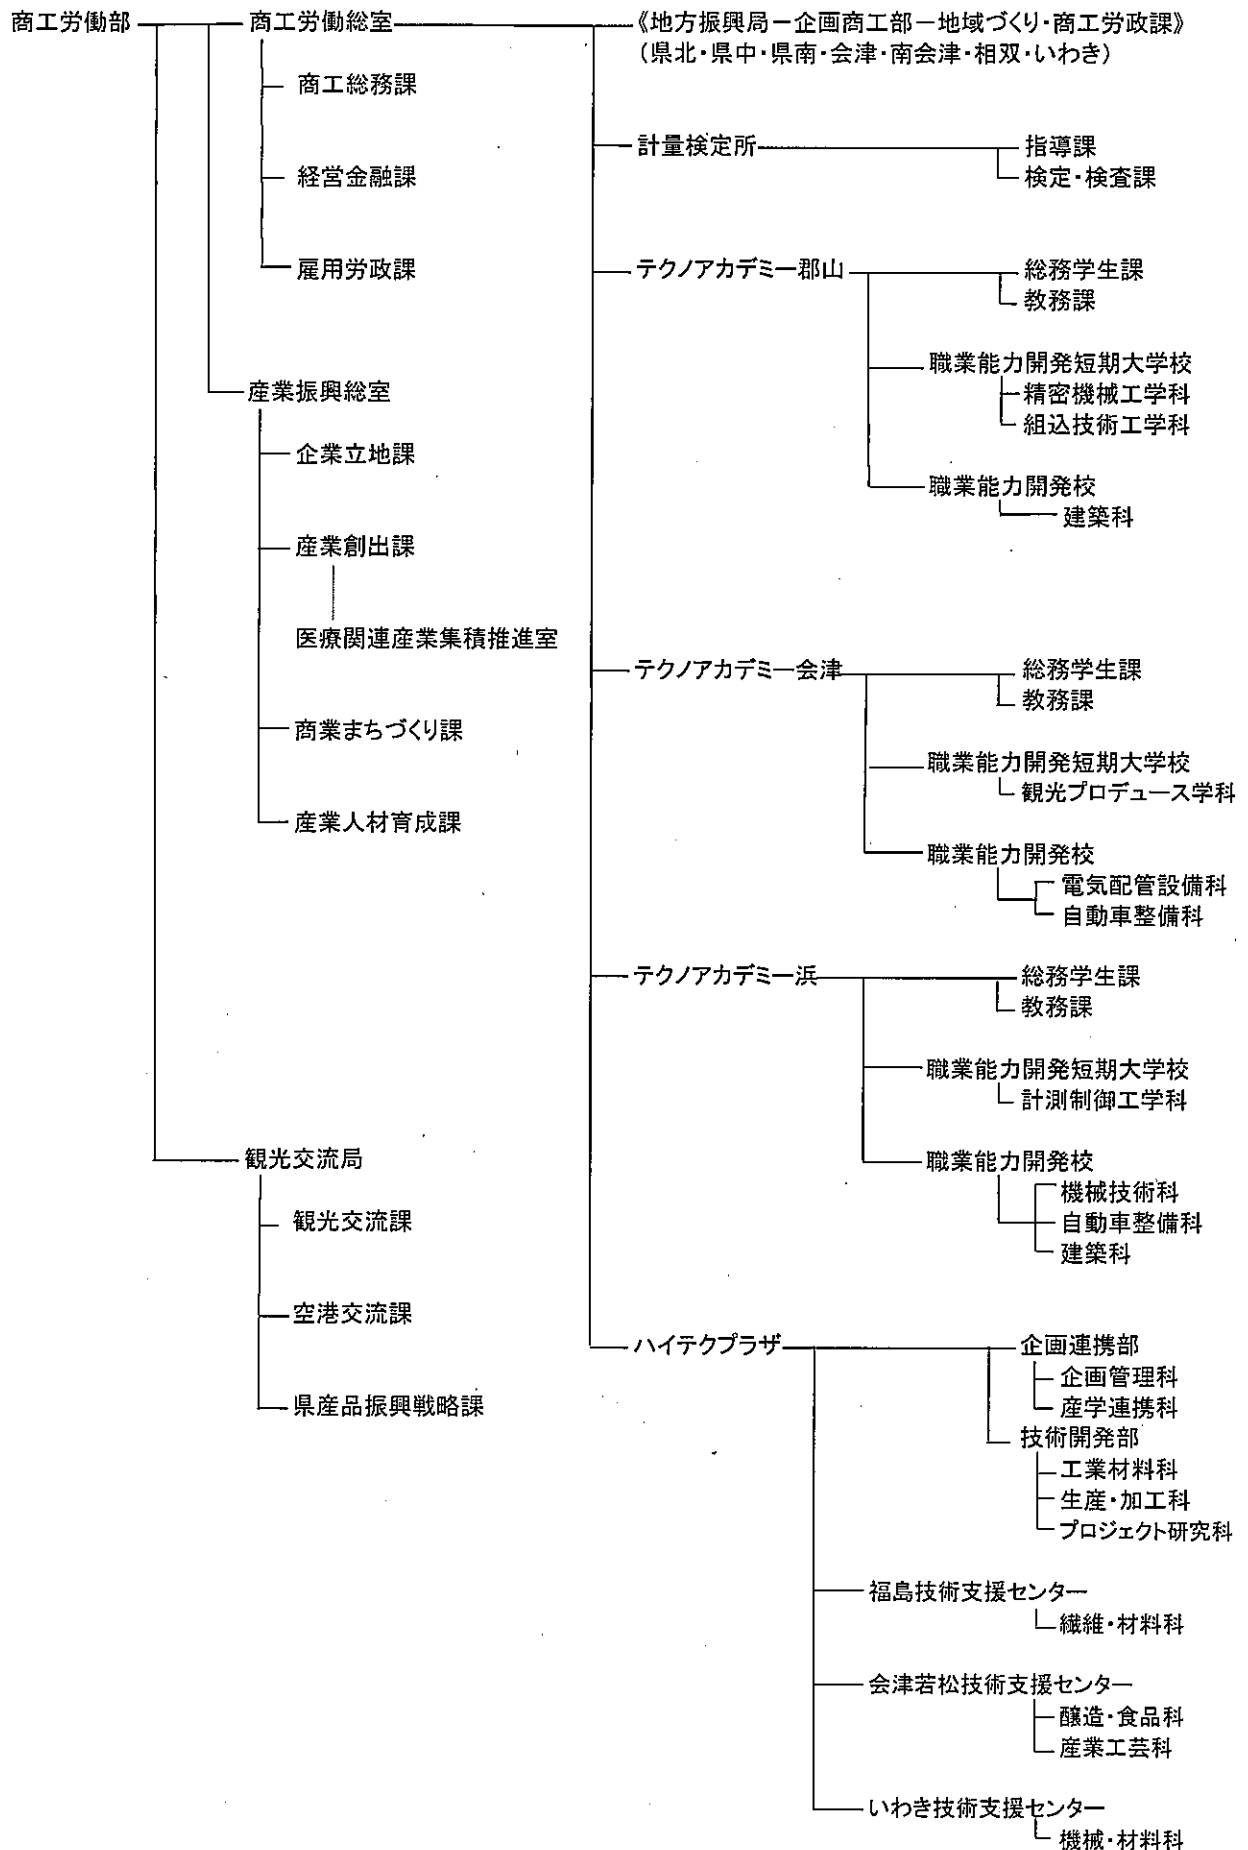 商工労働部
商工労働総室
商工総務課
経営金融課
雇用労政課
産業振興総室
企業立地課
産業創出課
医療関連産業集積推進室
商業まちづくり課
産業人材育成課
観光交流局
観光交流課
空港交流課
県産品振興戦略課
《地方振興局－企画商工部－地域づくり・商工労政課》
（県北・県中・県南・会津・南会津・相双・いわき）
計量検定所
指導課
検定・検査課
テクノアカデミー郡山
総務学生課
教務課
職業能力開発短期大学校
精密機械工学科
組込技術工学科
職業能力開発校
建築科
テクノアカデミー会津
総務学生課
教務課
職業能力開発短期大学校
観光プロデュース学科
職業能力開発校
電気配管設備科
自動車整備科
テクノアカデミー浜
総務学生課
教務課
職業能力開発短期大学校
計測制御工学科
職業能力開発校
機械技術科
自動車整備科
建築科
ハイテクプラザ
企画連携部
企画管理科
産学連携科
技術開発部
工業材料科
生産・加工科
プロジェクト研究科
福島技術支援センター
繊維・材料科
会津若松技術支援センター
醸造・食品科
産業工芸科
いわき技術支援センター
機械・材料科